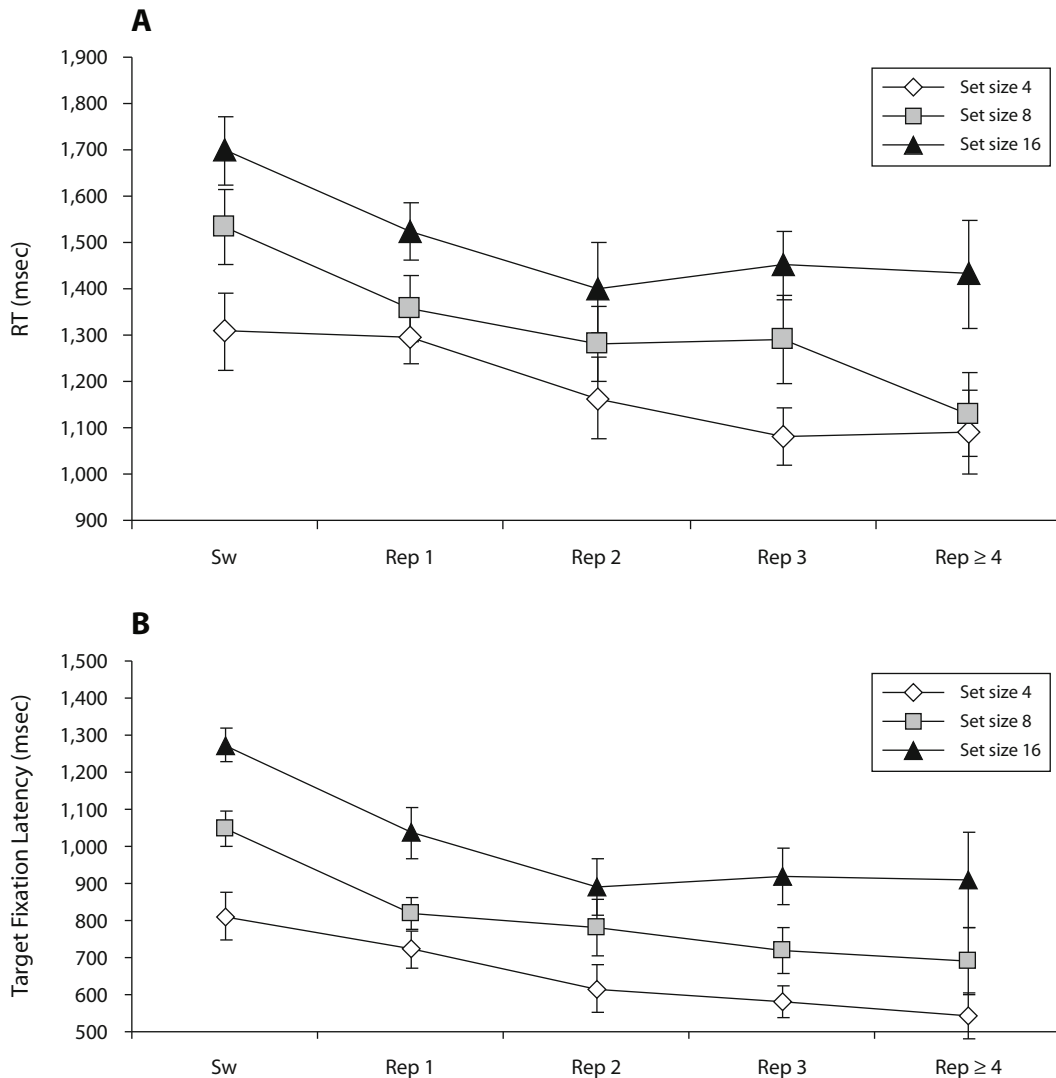 A
1,900
1,800
1,700
1,600
1,500
1,400
1,300
1,200
1,100
1,000
900
RT (msec)
Set size 4
Set size 8
Set size 16
Sw Rep 1 Rep 2 Rep 3 Rep ≥ 4
B
1,500
1,400
1,300
1,200
1,100
1,000
900
800
700
600
500
Target Fixation Latency (msec)
Set size 4
Set size 8
Set size 16
Sw Rep 1 Rep 2 Rep 3 Rep ≥ 4